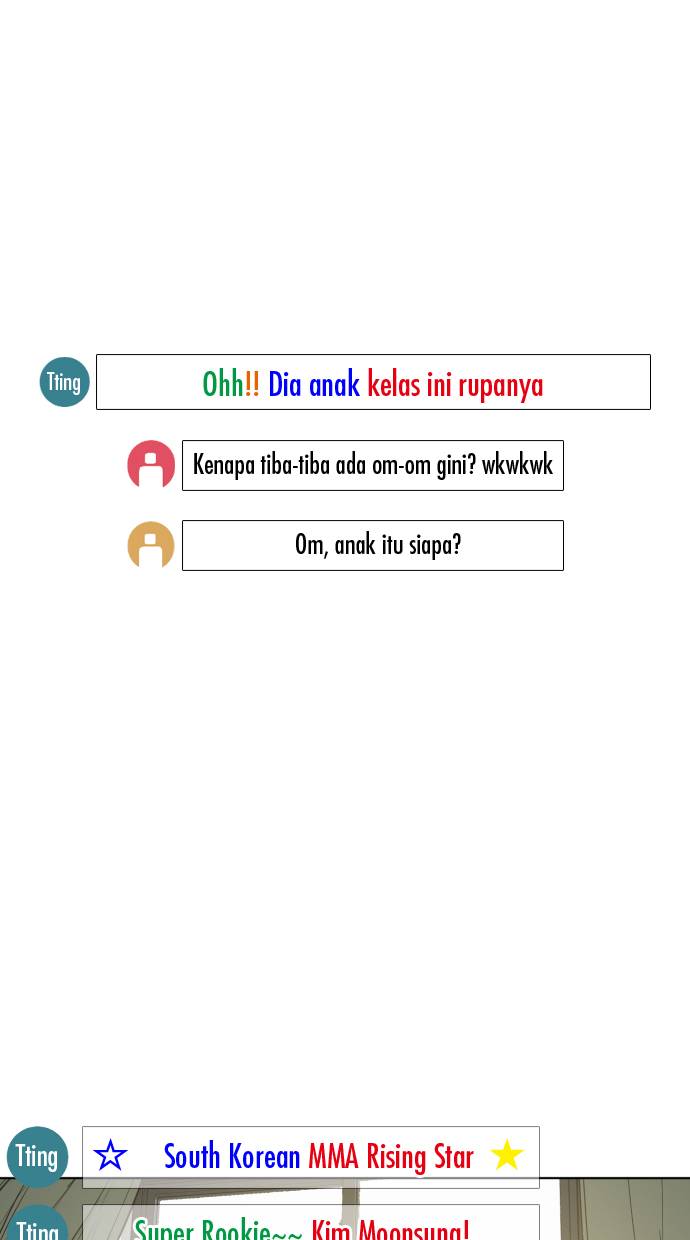 Tting
Ohh!! Dia anak kelas ini rupanya
Kenapa tiba-tiba ada om-om gini? wkwkwk
Om, anak itu siapa?
Tting
☆ South Korean MMA Rising Star ★
Tting
Super Rookie~~ Kim Moonsung!